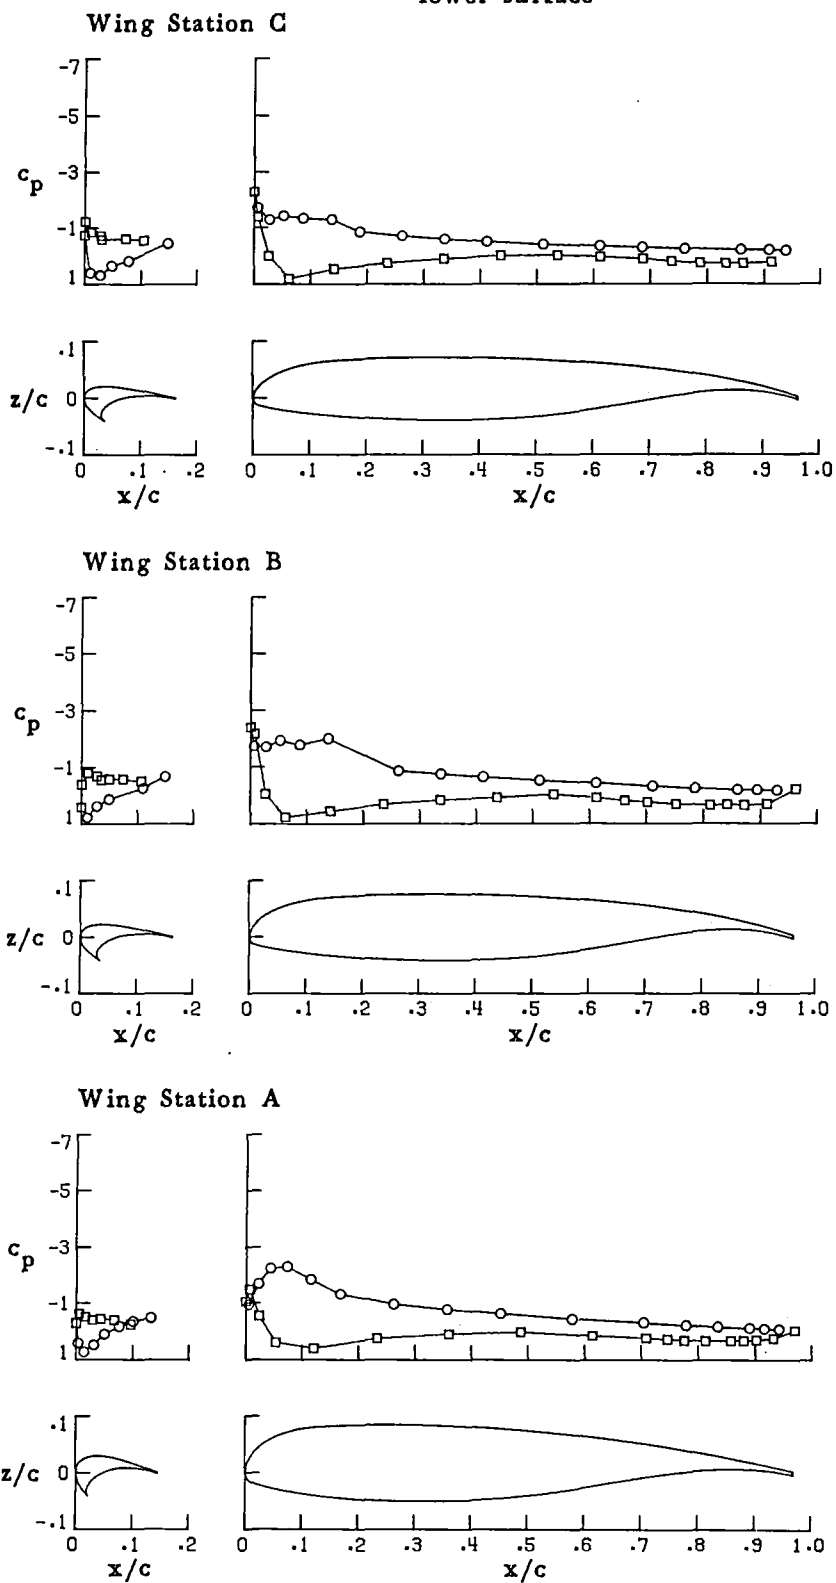 lower surface
Wing Station C
-7
-5
-3
cp
-1
1
.1
z/c 0
-.1
0 .1 .2 0 .1 .2 .3 .4 .5 .6 .7 .8 .9 1.0
x/c x/c
Wing Station B
-7
-5
cp -3
-1
1
.1
z/c 0
-.1
0 .1 .2 0 .1 .2 .3 .4 .5 .6 .7 .8 .9 1.0
x/c x/c
Wing Station A
-7
-5
cp -3
-1
1
.1
z/c 0
-.1
0 .1 .2 0 .1 .2 .3 .4 .5 .6 .7 .8 .9 1.0
x/c x/c